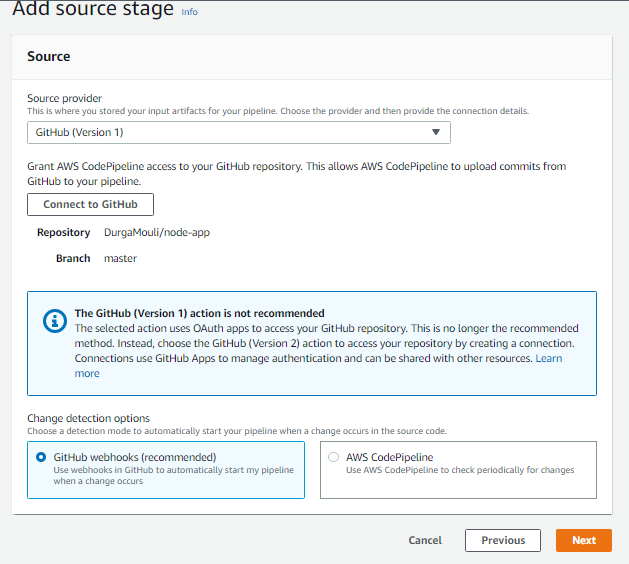 Add source stage Info
Source
Source provider
This is where you stored your input artifacts for your pipeline. Choose the provider and then provide the connection details.
GitHub (Version 1)
Grant AWS CodePipeline access to your GitHub repository. This allows AWS CodePipeline to upload commits from
GitHub to your pipeline.
Connect to GitHub
Repository DurgaMouli/node-app
Branch master
The GitHub (Version 1) action is not recommended
The selected action uses OAuth apps to access your GitHub repository. This is no longer the recommended
method. Instead, choose the GitHub (Version 2) action to access your repository by creating a connection.
Connections use GitHub Apps to manage authentication and can be shared with other resources. Learn
more
Change detection options
Choose a detection mode to automatically start your pipeline when a change occurs in the source code.
GitHub webhooks (recommended)
Use webhooks in GitHub to automatically start my pipeline
when a change occurs
AWS CodePipeline
Use AWS CodePipeline to check periodically for changes
Cancel
Previous
Next